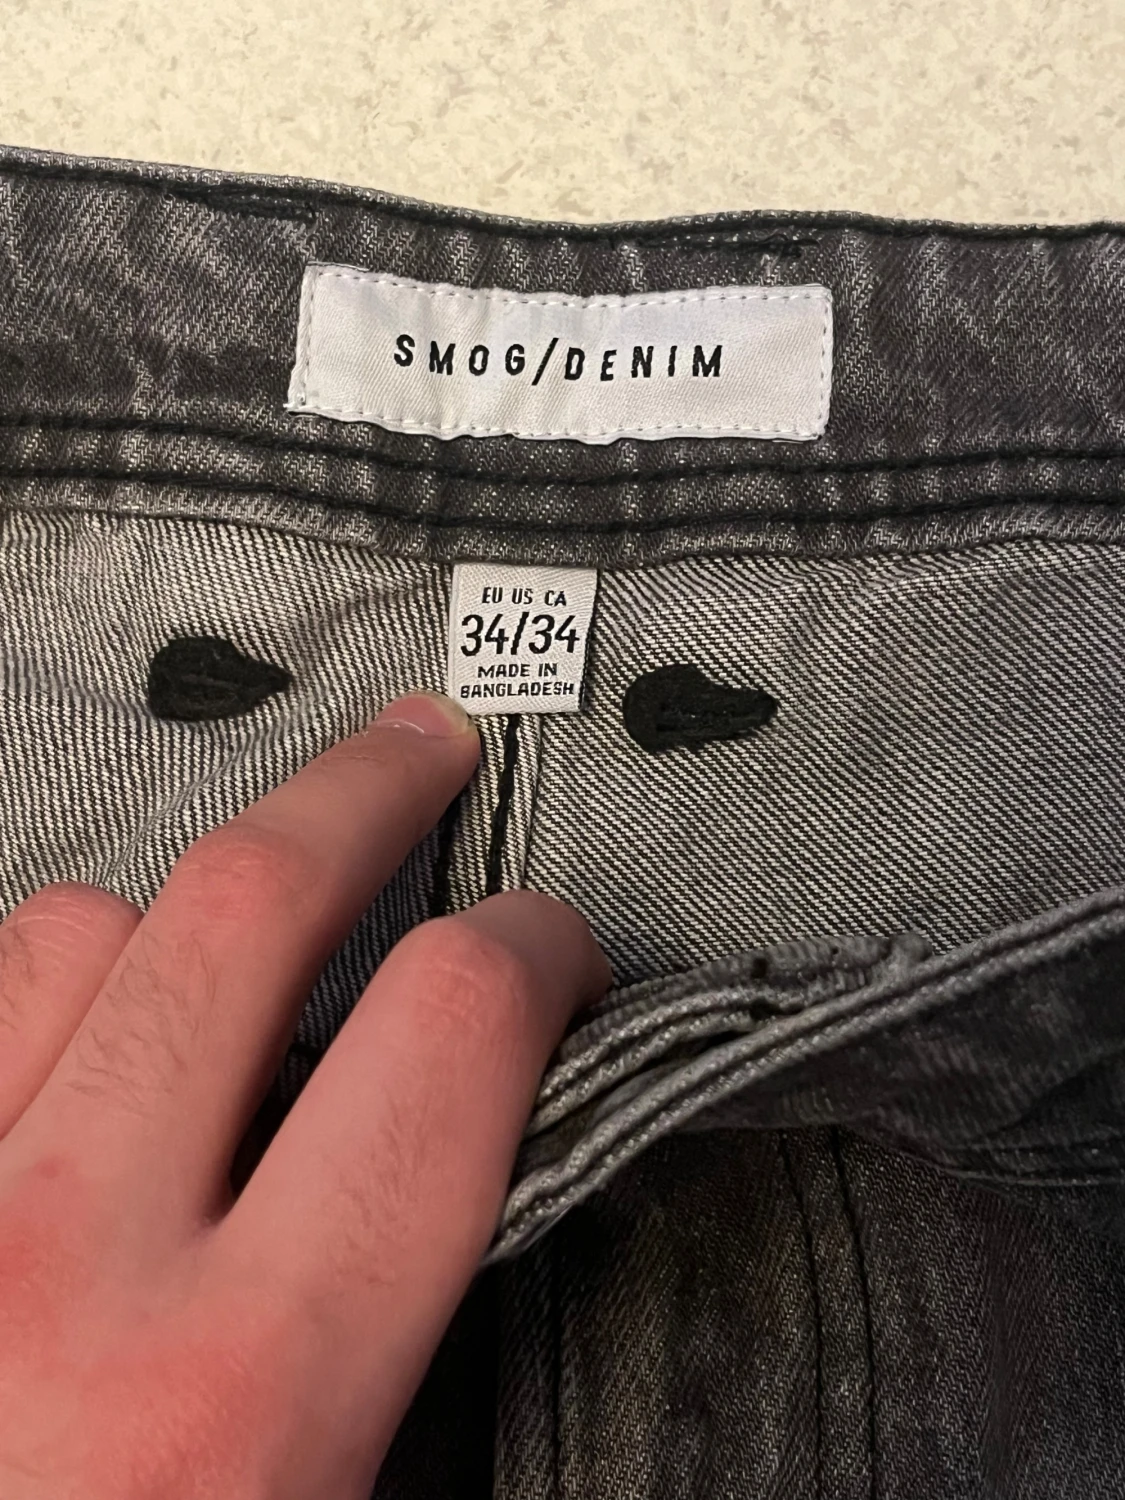 SMOG/DENIM
EU US CA
34/34
MADE IN
BANGLADESH